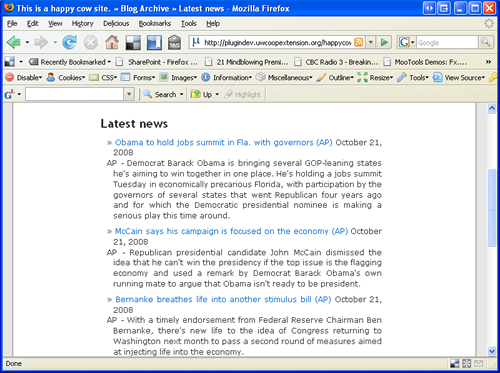 This is a happy cow site. » Blog Archive » Latest news - Mozilla Firefox
File Edit View History Delicious Bookmarks Tools Help
TAG http://plugindev.uwcoopextension.org/happycow Google
Recently Bookmarked SharePoint - Firefox ... 21 Mindblowing Premi... CBC Radio 3 - Breakin... MooTools Demos: Fx....
Disable Cookies CSS Forms Images Information Miscellaneous Outline Resize Tools View Source
Search Up Highlight
Latest news
» Obama to hold jobs summit in Fla. with governors (AP) October 21,
2008
AP - Democrat Barack Obama is bringing several GOP-leaning states
he's aiming to win together in one place. He's holding a jobs summit
Tuesday in economically precarious Florida, with participation by the
governors of several states that went Republican four years ago
and for which the Democratic presidential nominee is making a
serious play this time around.
» McCain says his campaign is focused on the economy (AP) October
21, 2008
AP - Republican presidential candidate John McCain dismissed the
idea that he can't win the presidency if the top issue is the flagging
economy and used a remark by Democrat Barack Obama's own
running mate to argue that Obama isn't ready to be president.
» Bernanke breathes life into another stimulus bill (AP) October 21,
2008
AP - With a timely endorsement from Federal Reserve Chairman Ben
Bernanke, there's new life to the idea of Congress returning to
Washington next month to pass a second round of measures aimed
at injecting life into the economy.
Done